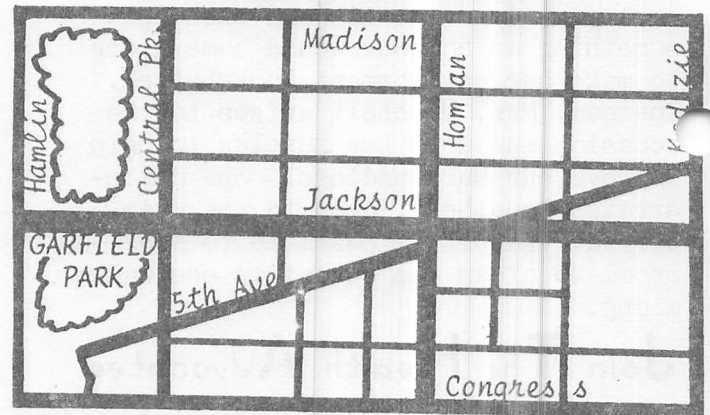 Madison
Hamlin
Central Pk.
Homan
Kedzie
Jackson
GARFIELD
PARK
5th Ave
Congress